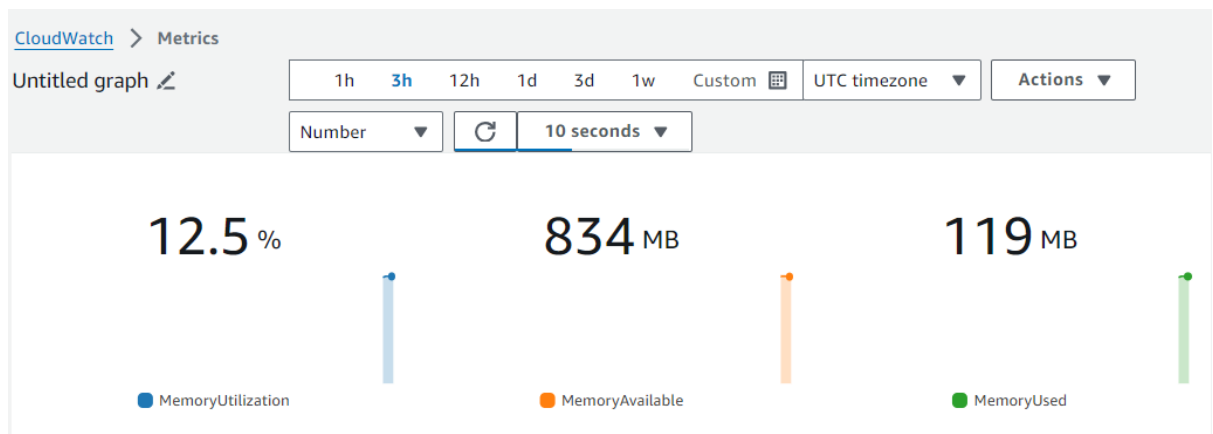 CloudWatch > Metrics
Untitled graph
1h 3h 12h 1d 3d 1w Custom UTC timezone Actions
Number 10 seconds
12.5 % 834 MB 119 MB
MemoryUtilization MemoryAvailable MemoryUsed